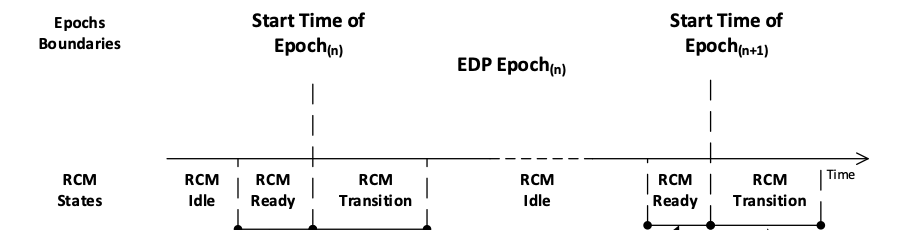 Epochs
Boundaries
Start Time of
Epoch(n)
EDP Epoch(n)
Start Time of
Epoch(n+1)
Time
RCM
States
RCM
Idle
RCM
Ready
RCM
Transition
RCM
Idle
RCM
Ready
RCM
Transition